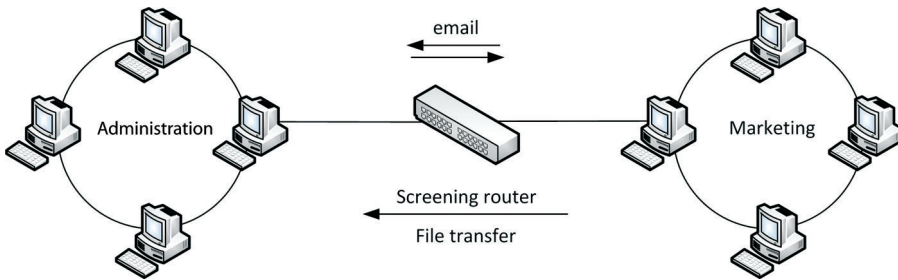 email
Administration
Marketing
Screening router
File transfer